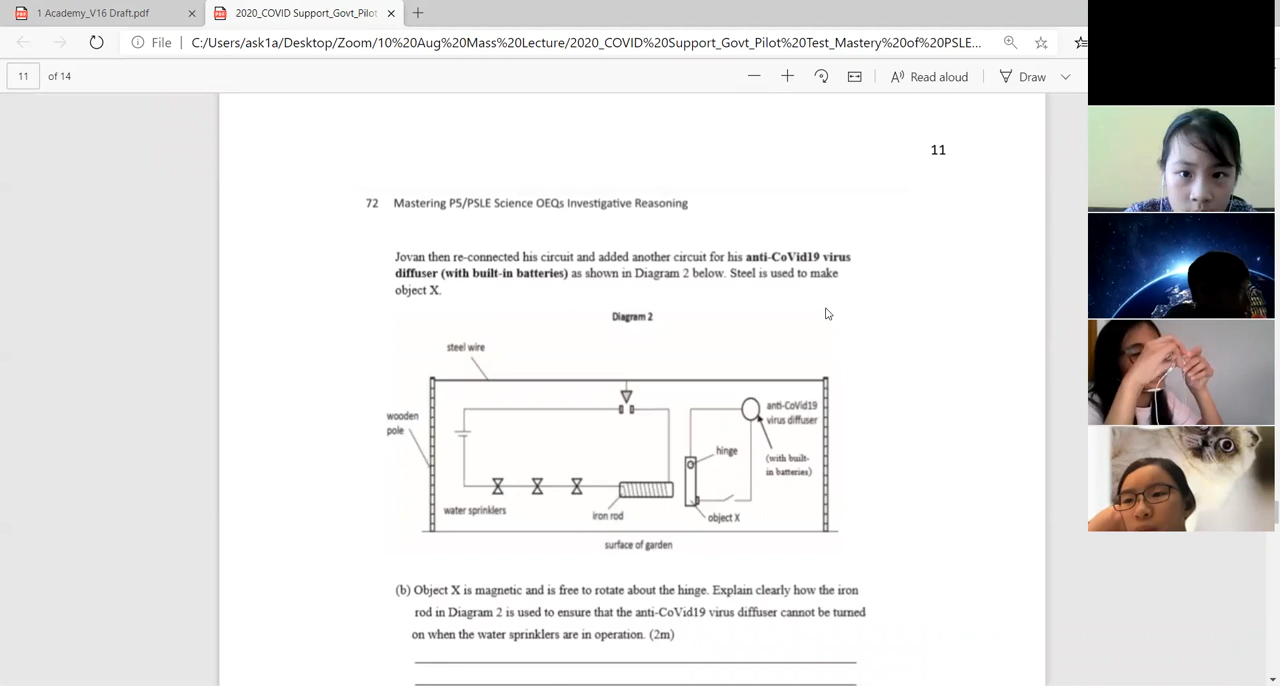 1 Academy_V16 Draft.pdf
2020_COVID Support_Govt_Pilot
File
C:/Users/ask1a/Desktop/Zoom/10%20Aug%20Mass%20Lecture/2020_COVID%20Support_Govt_Pilot%20Test_Mastery%20of%20PSLE...
11 of 14
Read aloud
Draw
11
72 Mastering P5/PSLE Science OEQs Investigative Reasoning
Jovan then re-connected his circuit and added another circuit for his anti-CoVid19 virus
diffuser (with built-in batteries) as shown in Diagram 2 below. Steel is used to make
object X.
Diagram 2
steel wire
wooden
pole
anti-CoVid19
virus diffuser
hinge
(with built-
in batteries)
water sprinklers
iron rod
object X
surface of garden
(b) Object X is magnetic and is free to rotate about the hinge. Explain clearly how the iron
rod in Diagram 2 is used to ensure that the anti-CoVid19 virus diffuser cannot be turned
on when the water sprinklers are in operation. (2m)